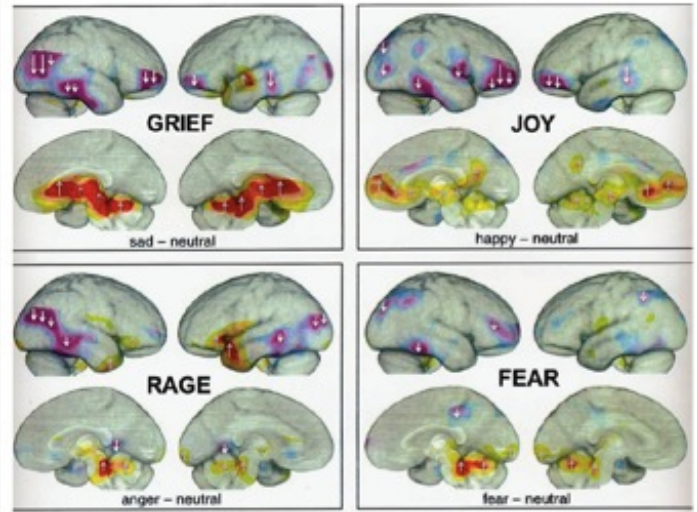 GRIEF
sad – neutral
JOY
happy – neutral
RAGE
anger – neutral
FEAR
fear – neutral